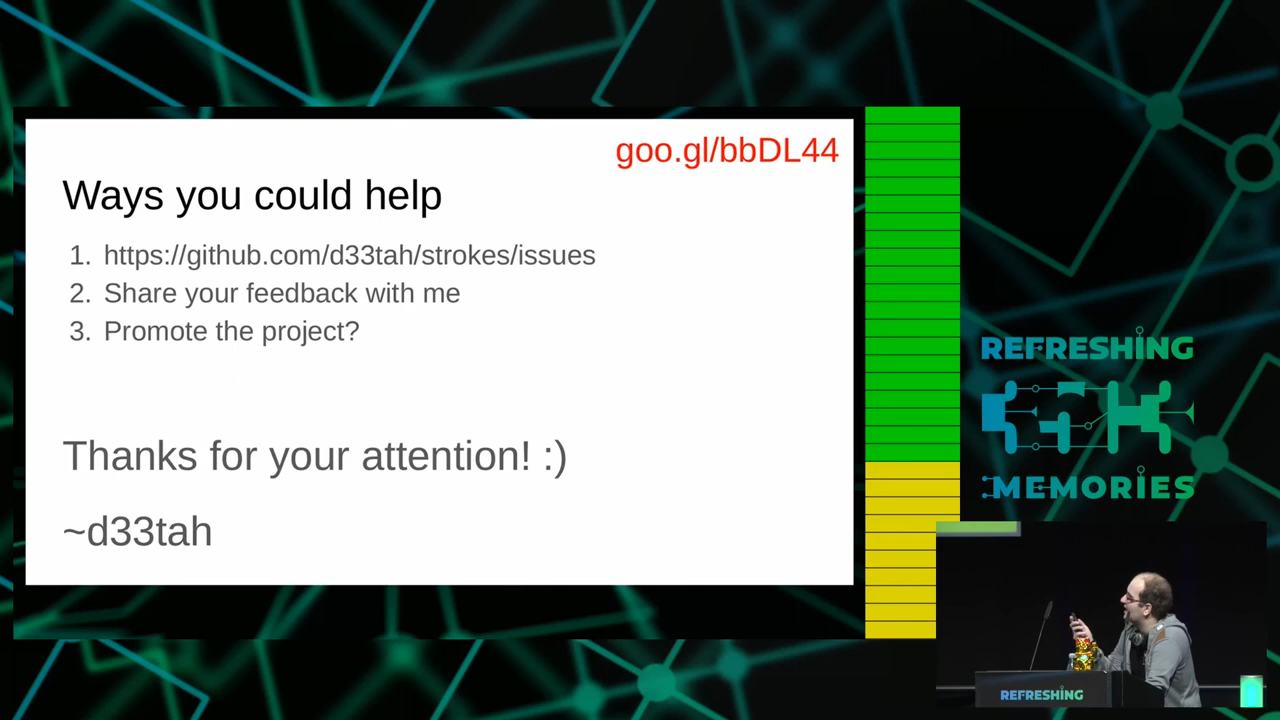 goo.gl/bbDL44
Ways you could help
1. https://github.com/d33tah/strokes/issues
2. Share your feedback with me
3. Promote the project?
Thanks for your attention! :)
~d33tah
REFRESHING
MEMORIES
REFRESHING